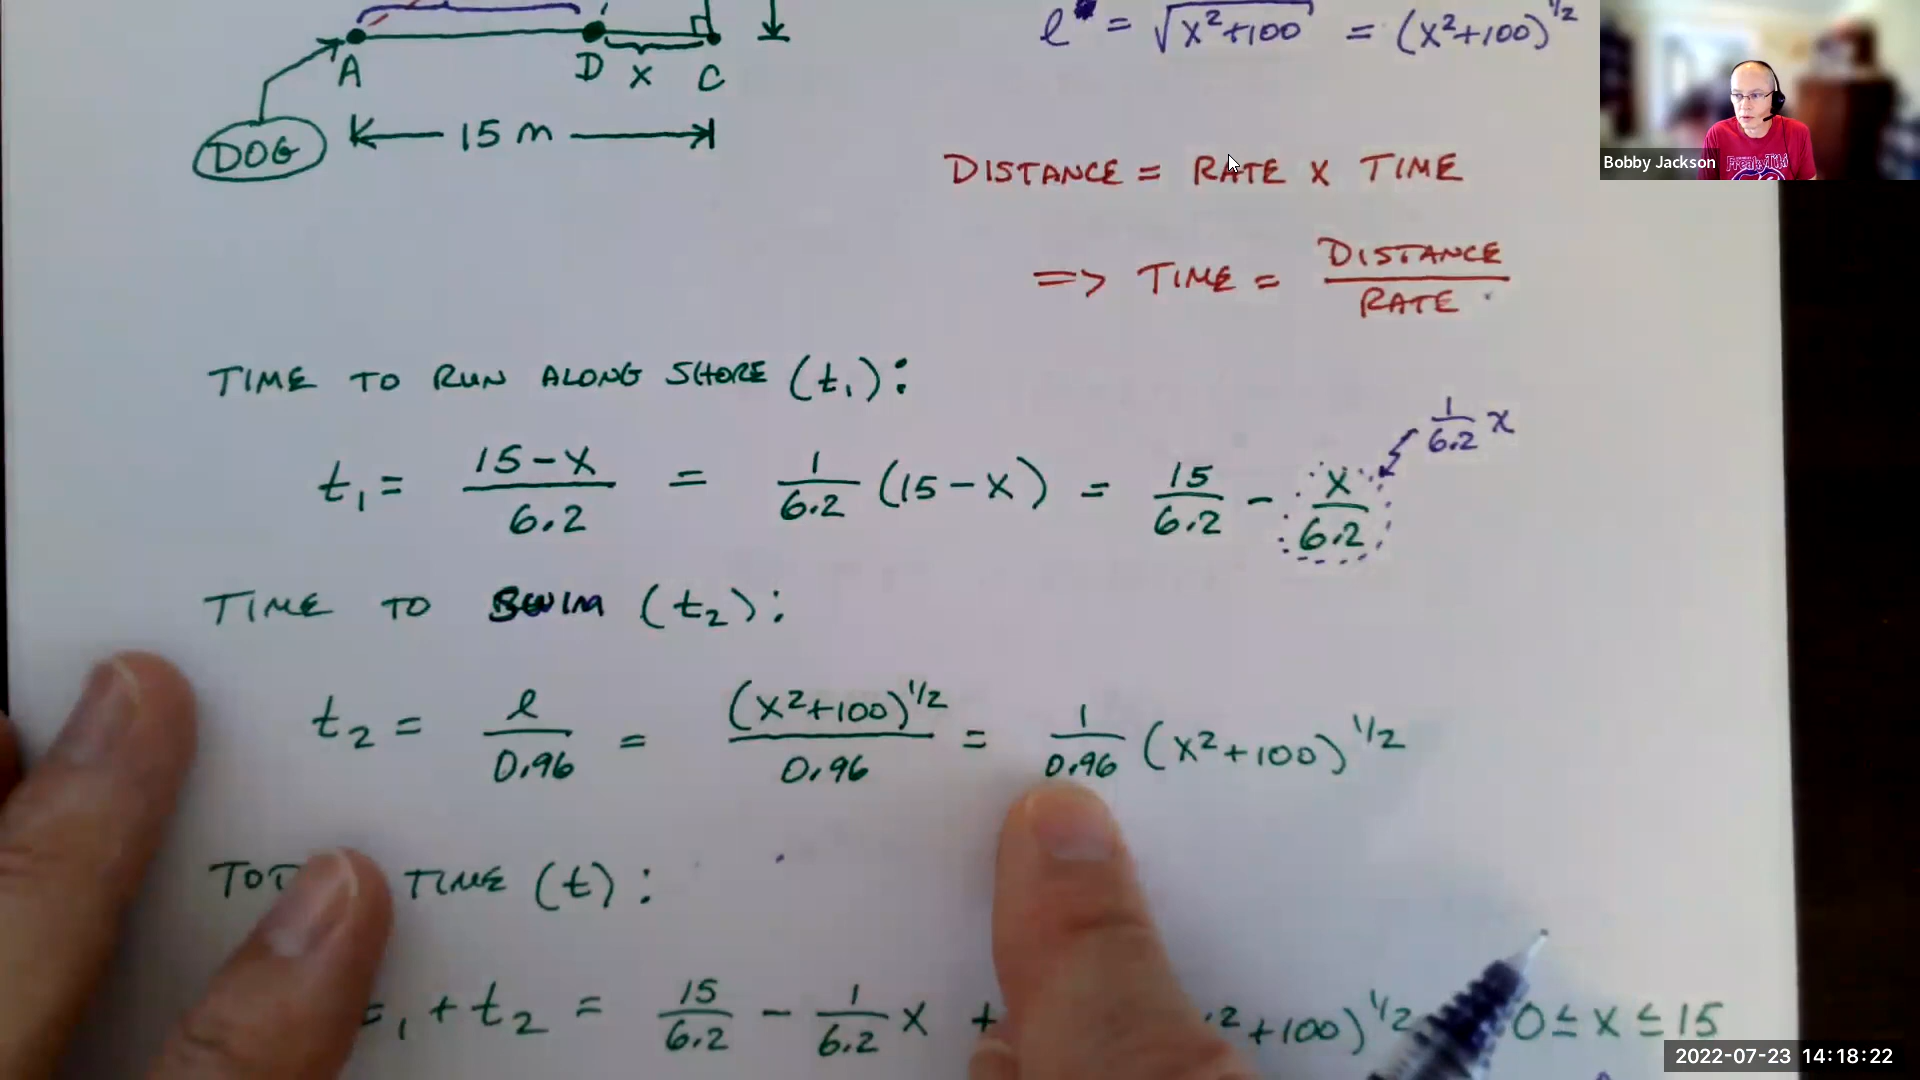 ℓ = √x²+100 = (x²+100)^1/2
A D x C
15 m
DOG
Bobby Jackson
DISTANCE = RATE x TIME
=> TIME = DISTANCE / RATE
TIME TO RUN ALONG SHORE (t₁):
1/6.2 x
t₁ = 15-x / 6.2 = 1/6.2 (15-x) = 15/6.2 - x/6.2
TIME TO SWIM (t₂):
t₂ = ℓ/0.96 = (x²+100)^1/2 / 0.96 = 1/0.96 (x²+100)^1/2
TIME (t):
+ t₂ = 15/6.2 - 1/6.2 x + ²+100)^1/2 0 ≤ x ≤ 15
2022-07-23 14:18:22